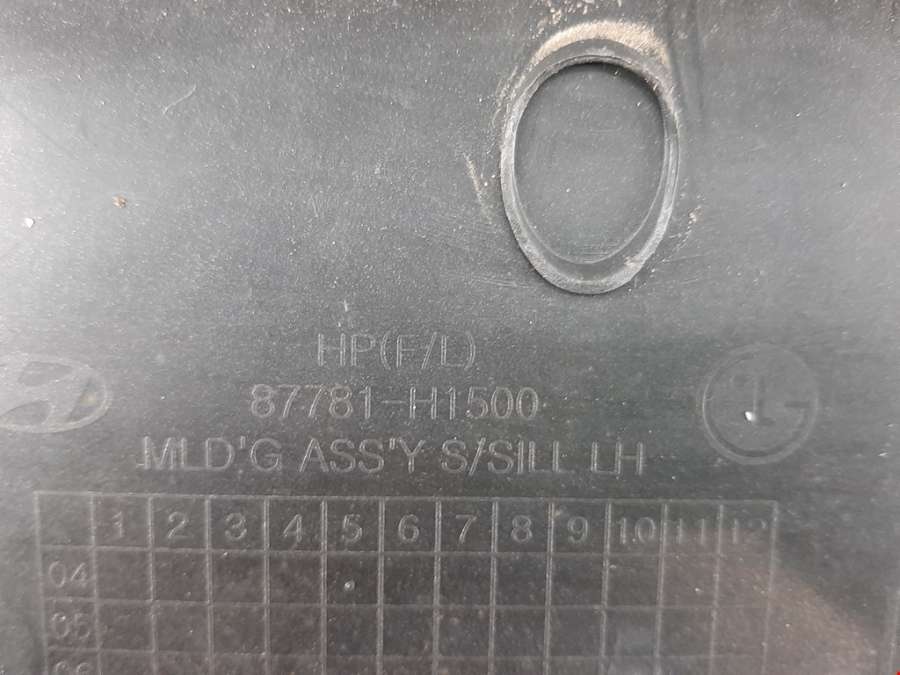 HP(F/L)
87781-H1500
MLD'G ASS'Y S/SILL LH
1 2 3 4 5 6 7 8 9 10 11 12
04
05